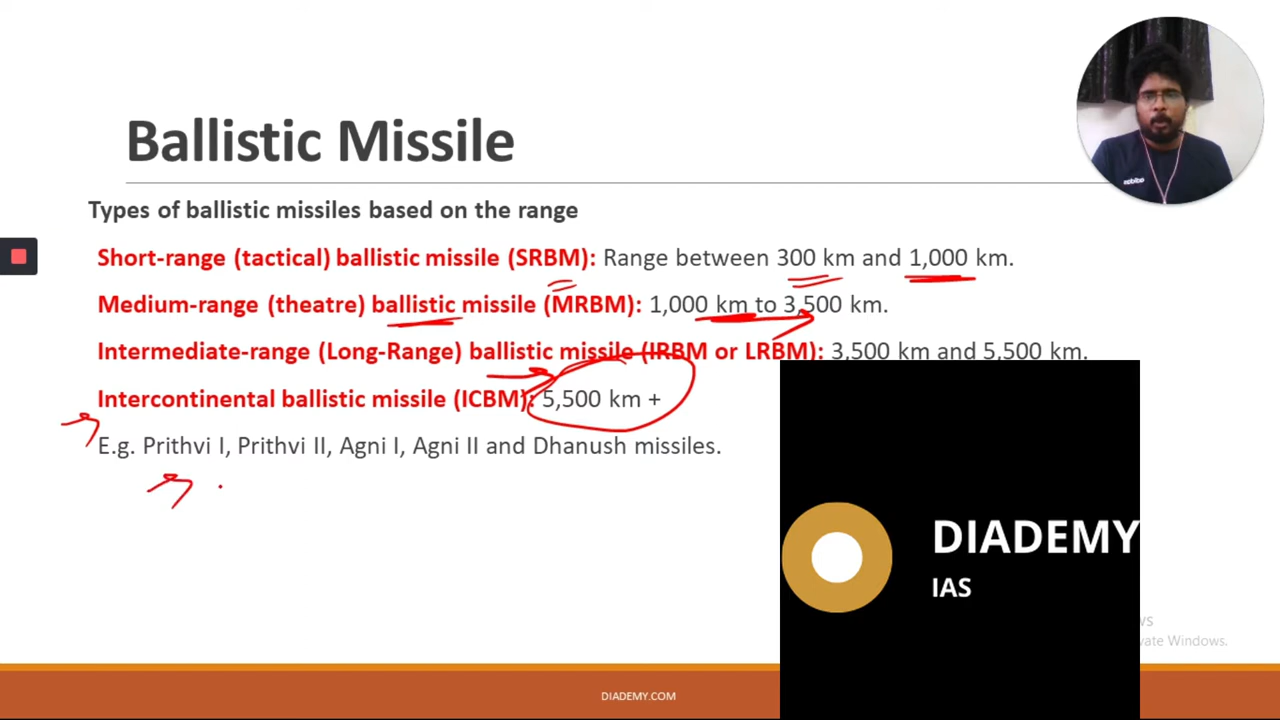 Ballistic Missile
Types of ballistic missiles based on the range
Short-range (tactical) ballistic missile (SRBM): Range between 300 km and 1,000 km.
Medium-range (theatre) ballistic missile (MRBM): 1,000 km to 3,500 km.
Intermediate-range (Long-Range) ballistic missile (IRBM or LRBM): 3,500 km and 5,500 km.
Intercontinental ballistic missile (ICBM): 5,500 km +
E.g. Prithvi I, Prithvi II, Agni I, Agni II and Dhanush missiles.
DIADEMY
IAS
Windows.
DIADEMY.COM